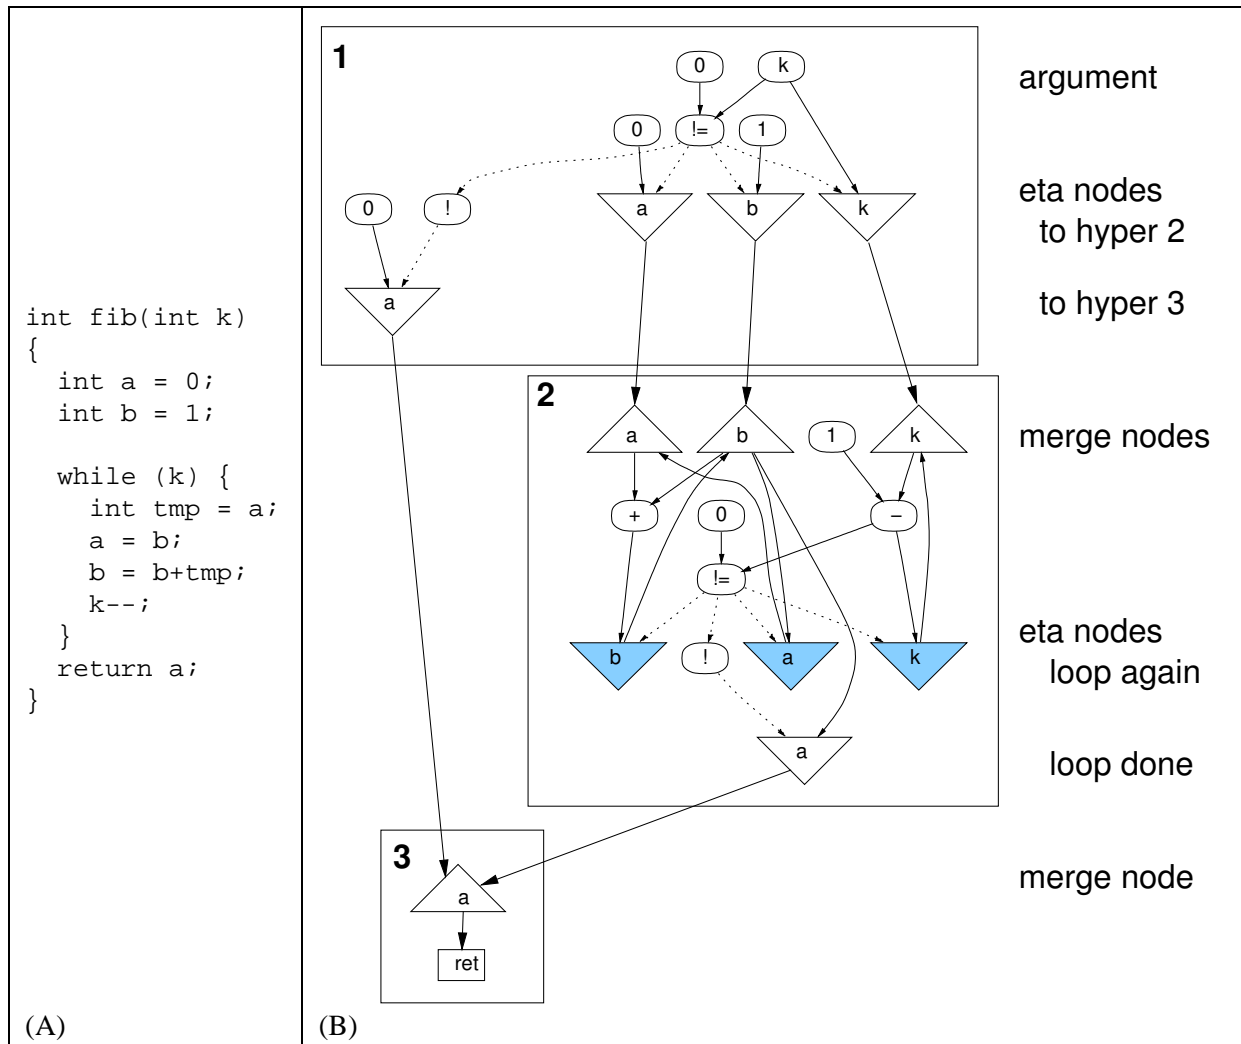 int fib(int k)
{
  int a = 0;
  int b = 1;
  while (k) {
    int tmp = a;
    a = b;
    b = b+tmp;
    k--;
  }
  return a;
}
(A)
1
0 k
argument
0 != 1
0 ! a b k
eta nodes
to hyper 2
a
to hyper 3
2
a b 1 k
merge nodes
+ 0 −
!=
b ! a k
eta nodes
loop again
a
loop done
3
a
merge node
ret
(B)